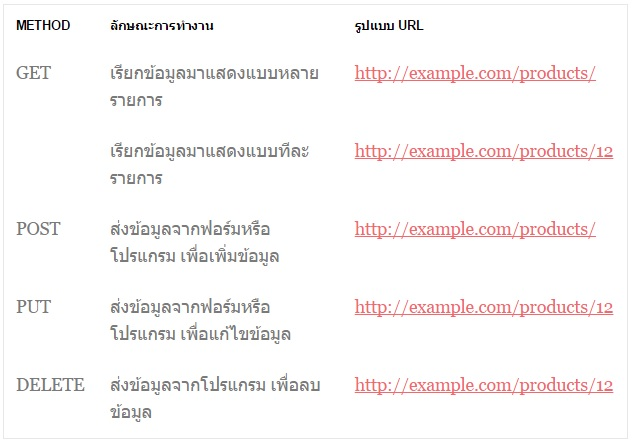 METHOD ลักษณะการทำงาน รูปแบบ URL
GET เรียกข้อมูลมาแสดงแบบหลาย http://example.com/products/
รายการ
เรียกข้อมูลมาแสดงแบบทีละ http://example.com/products/12
รายการ
POST ส่งข้อมูลจากฟอร์มหรือ http://example.com/products/
โปรแกรม เพื่อเพิ่มข้อมูล
PUT ส่งข้อมูลจากฟอร์มหรือ http://example.com/products/12
โปรแกรม เพื่อแก้ไขข้อมูล
DELETE ส่งข้อมูลจากโปรแกรม เพื่อลบ http://example.com/products/12
ข้อมูล